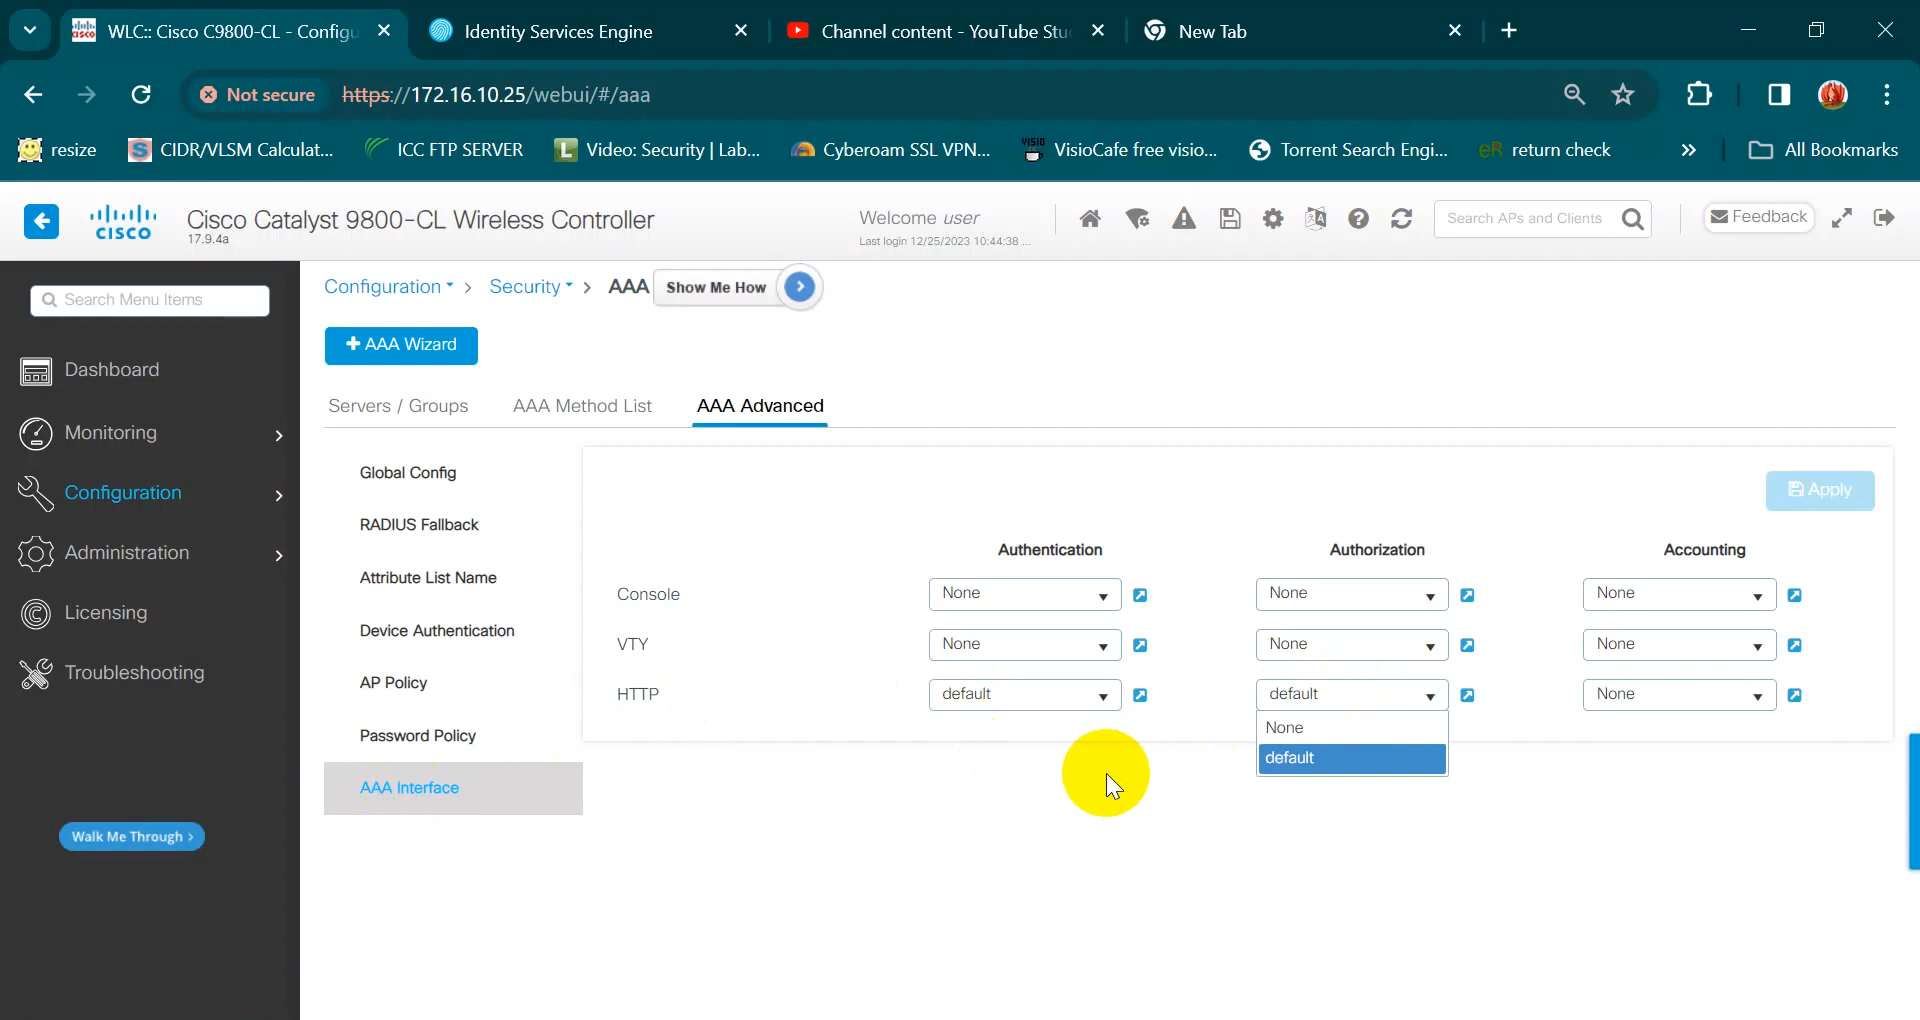 WLC:: Cisco C9800-CL - Configu
Identity Services Engine
Channel content - YouTube Stu
New Tab
Not secure https://172.16.10.25/webui/#/aaa
resize
CIDR/VLSM Calculat...
ICC FTP SERVER
L Video: Security | Lab...
Cyberoam SSL VPN...
VISIO VisioCafe free visio...
Torrent Search Engi...
eR return check
» All Bookmarks
CISCO
Cisco Catalyst 9800-CL Wireless Controller
17.9.4a
Welcome user
Last login 12/25/2023 10:44:38 ...
Search APs and Clients
Feedback
Search Menu Items
Dashboard
Monitoring
Configuration
Administration
Licensing
Troubleshooting
Walk Me Through >
Configuration > Security > AAA Show Me How
+ AAA Wizard
Servers / Groups AAA Method List AAA Advanced
Global Config
RADIUS Fallback
Attribute List Name
Device Authentication
AP Policy
Password Policy
AAA Interface
Apply
Authentication Authorization Accounting
Console None None None
VTY None None None
HTTP default default None
None
default